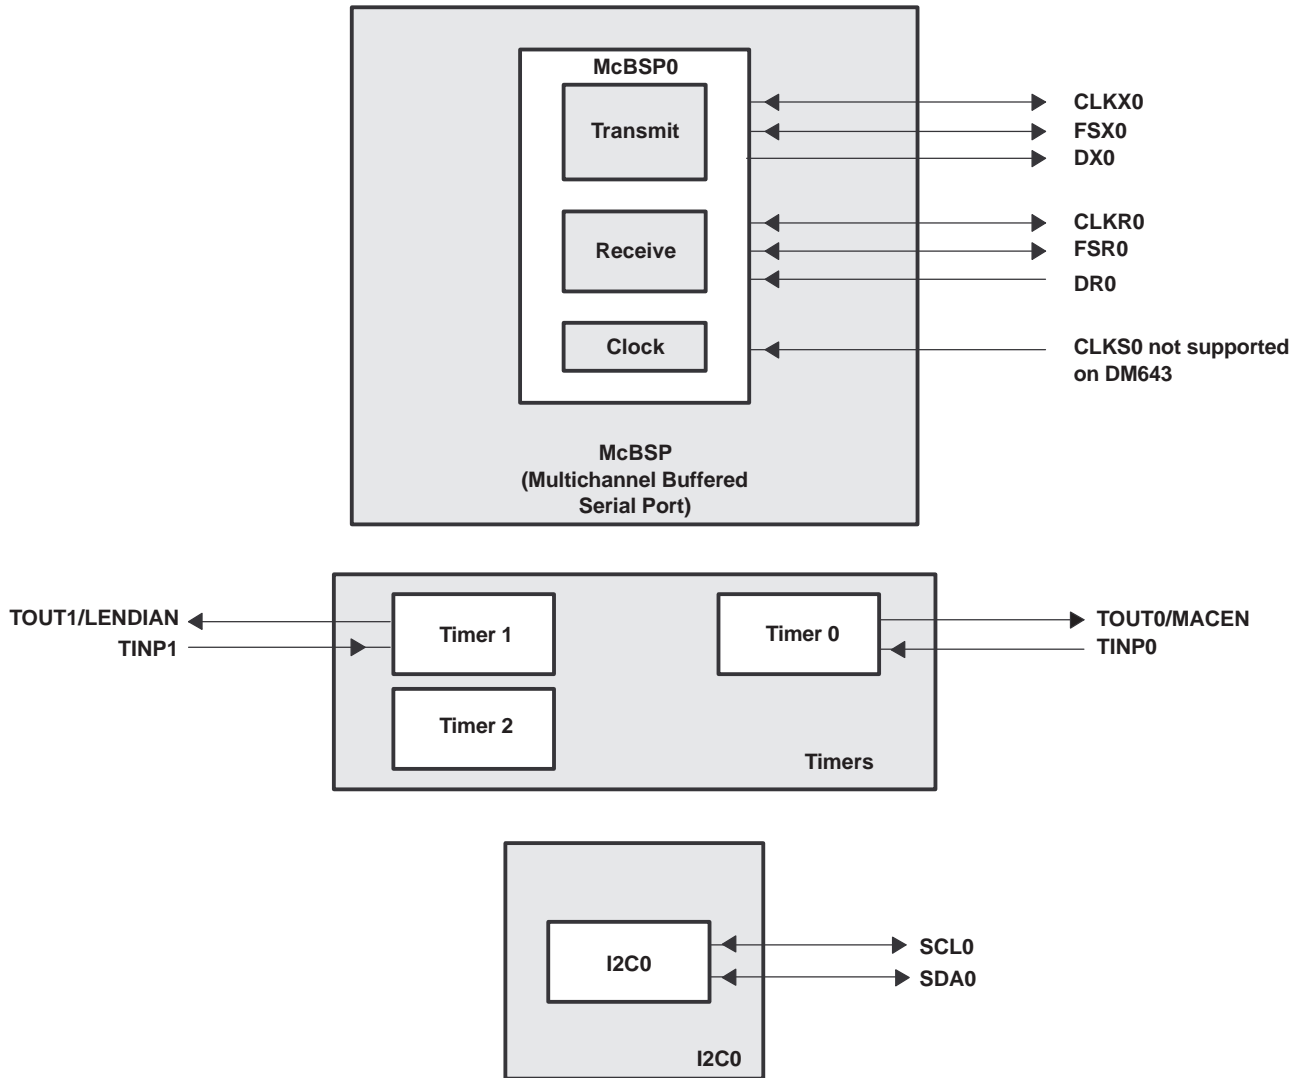 McBSP0
Transmit
CLKX0
FSX0
DX0
Receive
CLKR0
FSR0
DR0
Clock
CLKS0 not supported
on DM643
McBSP
(Multichannel Buffered
Serial Port)
TOUT1/LENDIAN
TINP1
Timer 1
Timer 0
TOUT0/MACEN
TINP0
Timer 2
Timers
I2C0
SCL0
SDA0
I2C0